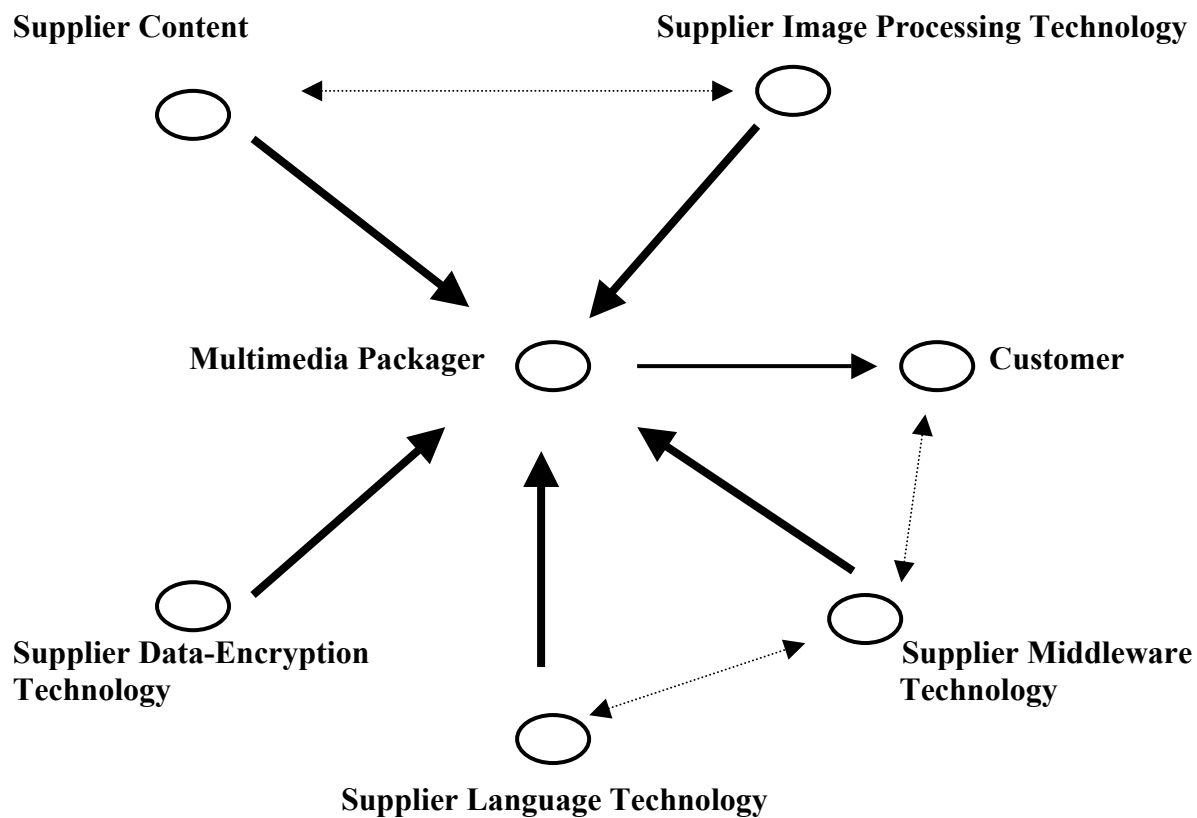 Supplier Content
Supplier Image Processing Technology
Multimedia Packager
Customer
Supplier Data-Encryption
Technology
Supplier Middleware
Technology
Supplier Language Technology